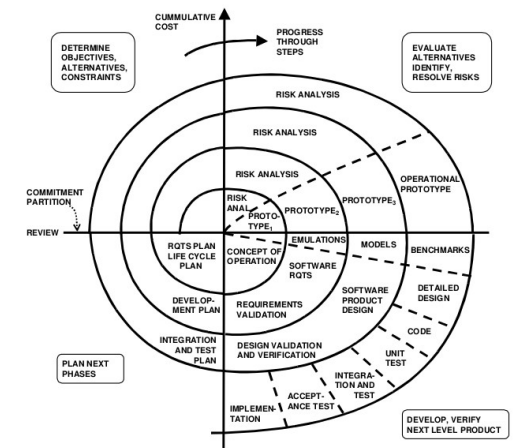 CUMMULATIVE
COST
PROGRESS
THROUGH
STEPS
DETERMINE
OBJECTIVES,
ALTERNATIVES,
CONSTRAINTS
EVALUATE
ALTERNATIVES
IDENTIFY,
RESOLVE RISKS
RISK ANALYSIS
RISK ANALYSIS
RISK ANALYSIS
RISK
ANAL.
PROTO-
TYPE1
PROTOTYPE2
PROTOTYPE3
OPERATIONAL
PROTOTYPE
COMMITMENT
PARTITION
REVIEW
RQTS PLAN
LIFE CYCLE
PLAN
CONCEPT OF
OPERATION
EMULATIONS
MODELS
BENCHMARKS
SOFTWARE
RQTS
SOFTWARE
PRODUCT
DESIGN
DETAILED
DESIGN
DEVELOP-
MENT PLAN
REQUIREMENTS
VALIDATION
CODE
INTEGRATION
AND TEST
PLAN
DESIGN VALIDATION
AND VERIFICATION
UNIT
TEST
INTEGRA-
TION AND
TEST
ACCEPT-
ANCE TEST
IMPLEMEN-
TATION
PLAN NEXT
PHASES
DEVELOP, VERIFY
NEXT LEVEL PRODUCT